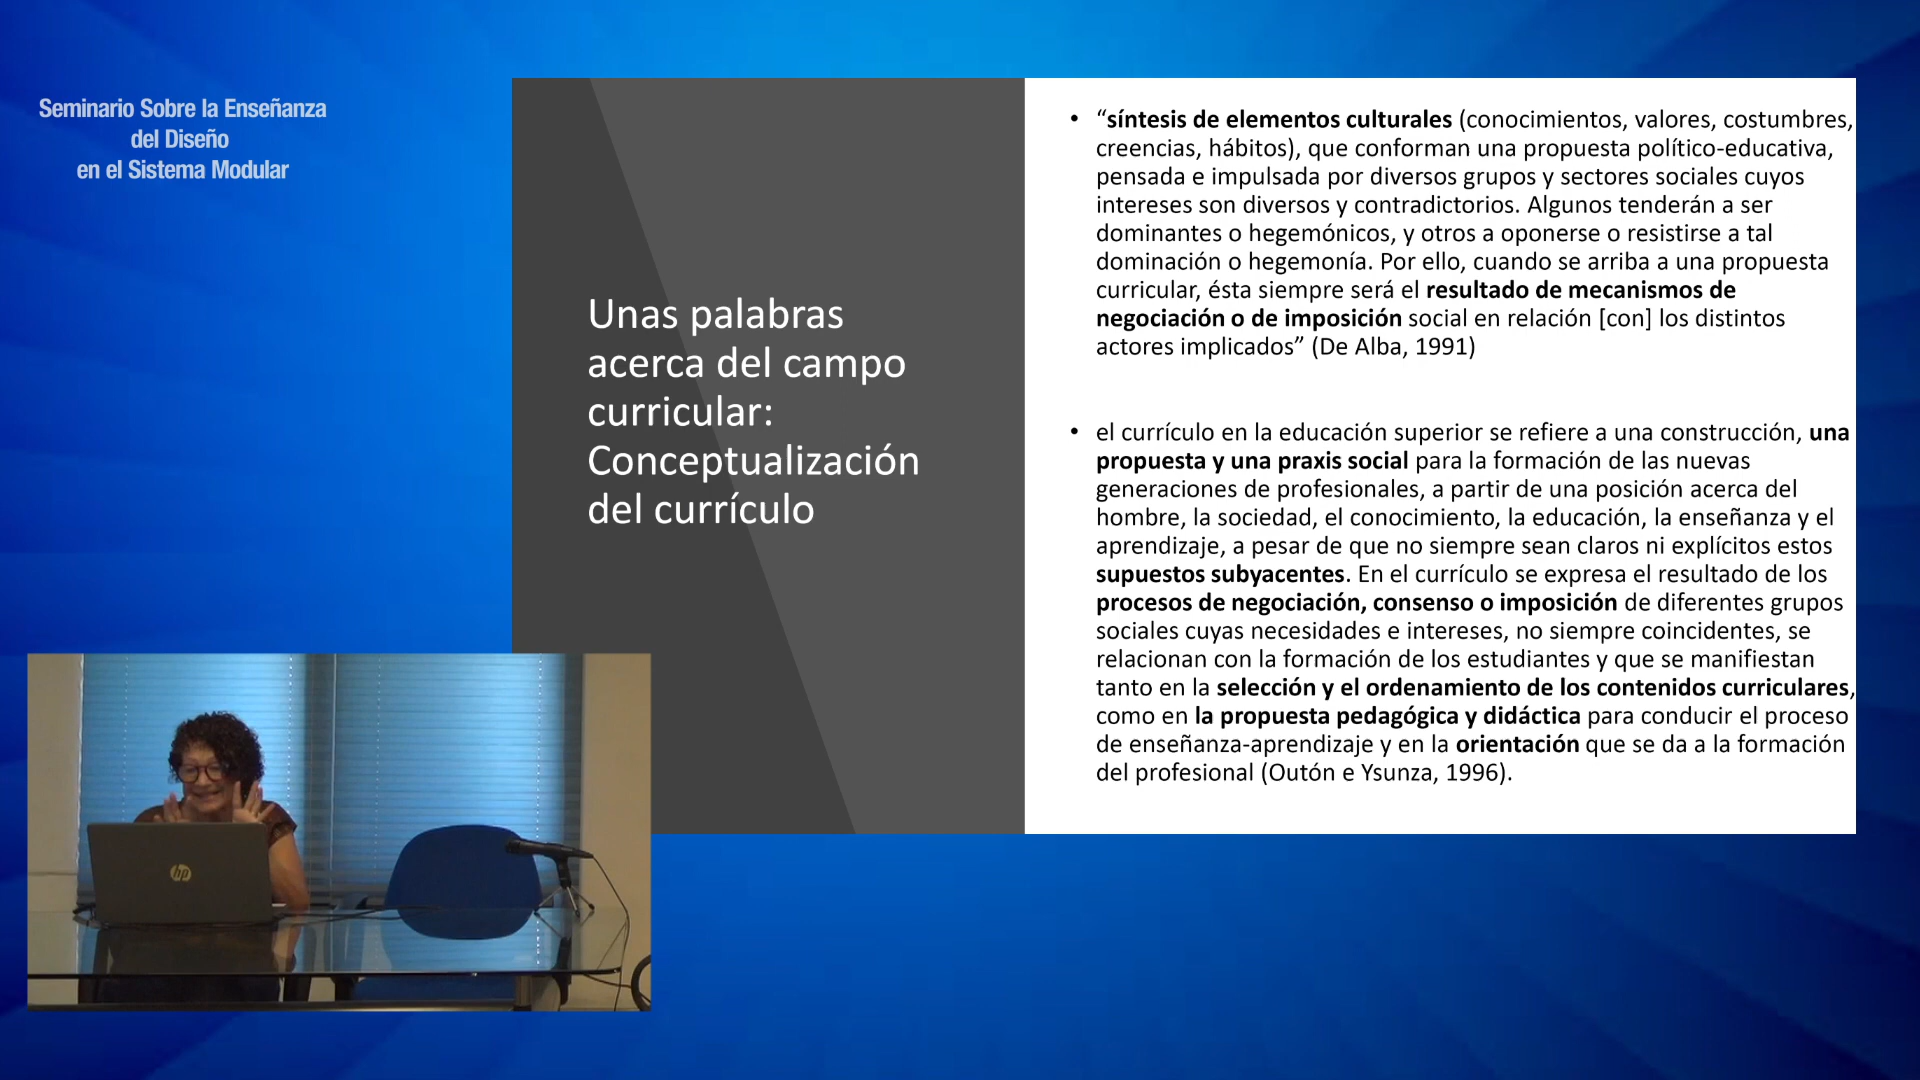 Seminario Sobre la Enseñanza
del Diseño
en el Sistema Modular
Unas palabras
acerca del campo
curricular:
Conceptualización
del currículo
• “síntesis de elementos culturales (conocimientos, valores, costumbres,
creencias, hábitos), que conforman una propuesta político-educativa,
pensada e impulsada por diversos grupos y sectores sociales cuyos
intereses son diversos y contradictorios. Algunos tenderán a ser
dominantes o hegemónicos, y otros a oponerse o resistirse a tal
dominación o hegemonía. Por ello, cuando se arriba a una propuesta
curricular, ésta siempre será el resultado de mecanismos de
negociación o de imposición social en relación [con] los distintos
actores implicados” (De Alba, 1991)
• el currículo en la educación superior se refiere a una construcción, una
propuesta y una praxis social para la formación de las nuevas
generaciones de profesionales, a partir de una posición acerca del
hombre, la sociedad, el conocimiento, la educación, la enseñanza y el
aprendizaje, a pesar de que no siempre sean claros ni explícitos estos
supuestos subyacentes. En el currículo se expresa el resultado de los
procesos de negociación, consenso o imposición de diferentes grupos
sociales cuyas necesidades e intereses, no siempre coincidentes, se
relacionan con la formación de los estudiantes y que se manifiestan
tanto en la selección y el ordenamiento de los contenidos curriculares,
como en la propuesta pedagógica y didáctica para conducir el proceso
de enseñanza-aprendizaje y en la orientación que se da a la formación
del profesional (Outón e Ysunza, 1996).
hp